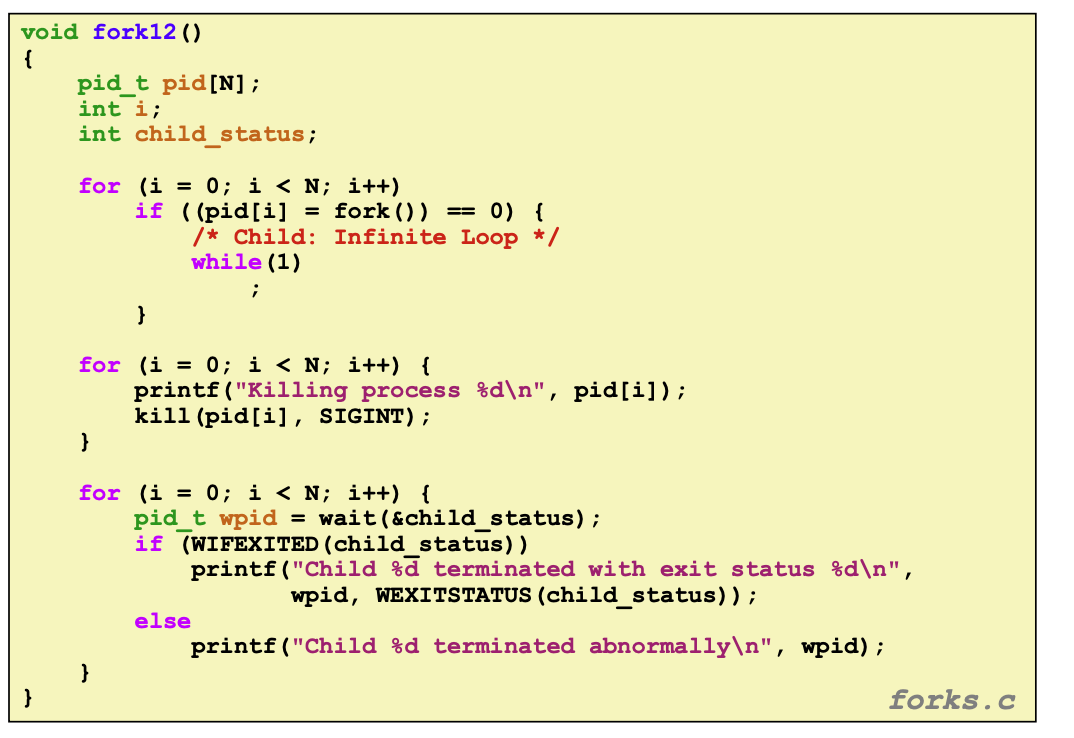 void fork12()
{
    pid_t pid[N];
    int i;
    int child_status;

    for (i = 0; i < N; i++)
        if ((pid[i] = fork()) == 0) {
            /* Child: Infinite Loop */
            while(1)
                ;
        }

    for (i = 0; i < N; i++) {
        printf("Killing process %d\n", pid[i]);
        kill(pid[i], SIGINT);
    }

    for (i = 0; i < N; i++) {
        pid_t wpid = wait(&child_status);
        if (WIFEXITED(child_status))
            printf("Child %d terminated with exit status %d\n",
                   wpid, WEXITSTATUS(child_status));
        else
            printf("Child %d terminated abnormally\n", wpid);
    }
}
forks.c